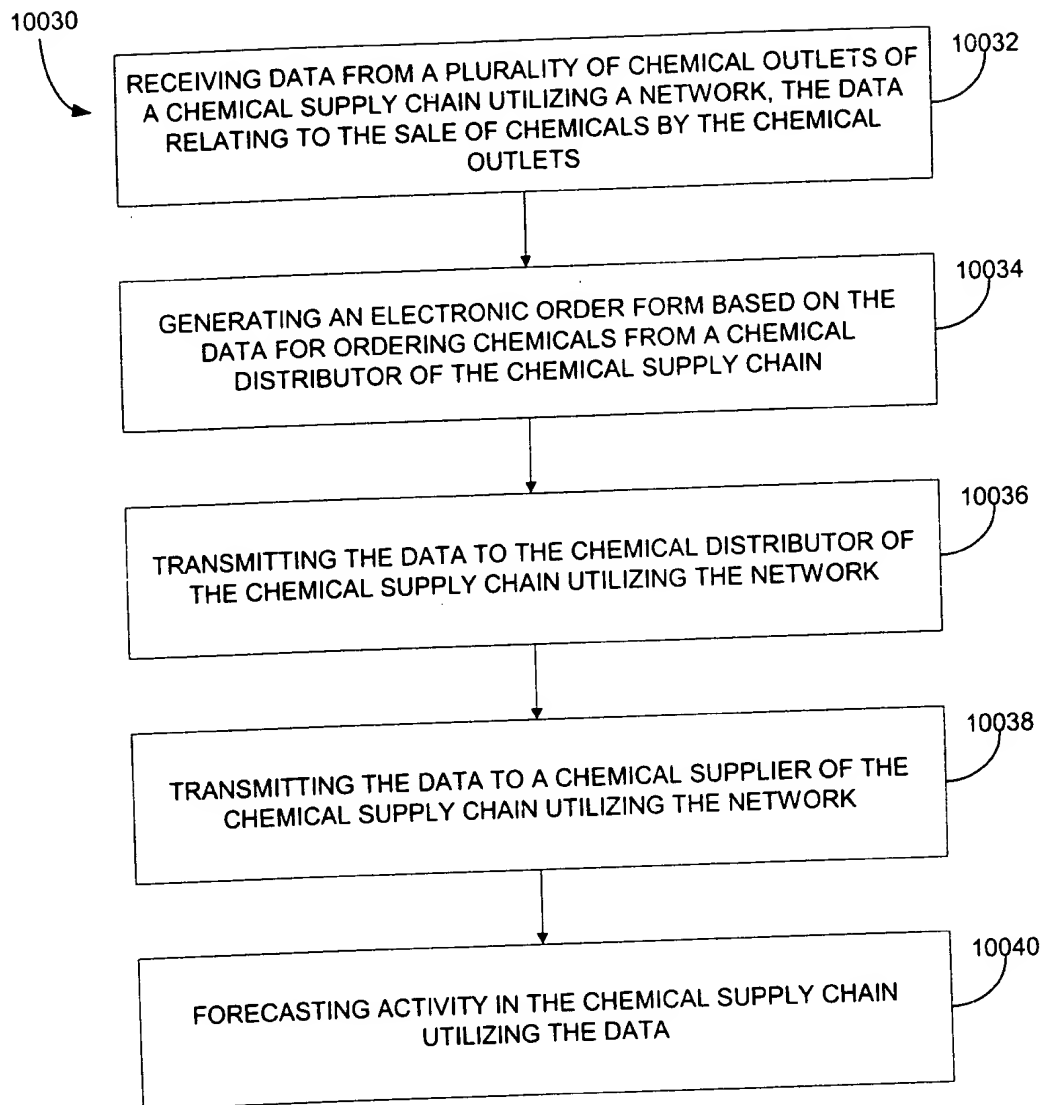 10030
10032
RECEIVING DATA FROM A PLURALITY OF CHEMICAL OUTLETS OF
A CHEMICAL SUPPLY CHAIN UTILIZING A NETWORK, THE DATA
RELATING TO THE SALE OF CHEMICALS BY THE CHEMICAL
OUTLETS
10034
GENERATING AN ELECTRONIC ORDER FORM BASED ON THE
DATA FOR ORDERING CHEMICALS FROM A CHEMICAL
DISTRIBUTOR OF THE CHEMICAL SUPPLY CHAIN
10036
TRANSMITTING THE DATA TO THE CHEMICAL DISTRIBUTOR OF
THE CHEMICAL SUPPLY CHAIN UTILIZING THE NETWORK
10038
TRANSMITTING THE DATA TO A CHEMICAL SUPPLIER OF THE
CHEMICAL SUPPLY CHAIN UTILIZING THE NETWORK
10040
FORECASTING ACTIVITY IN THE CHEMICAL SUPPLY CHAIN
UTILIZING THE DATA